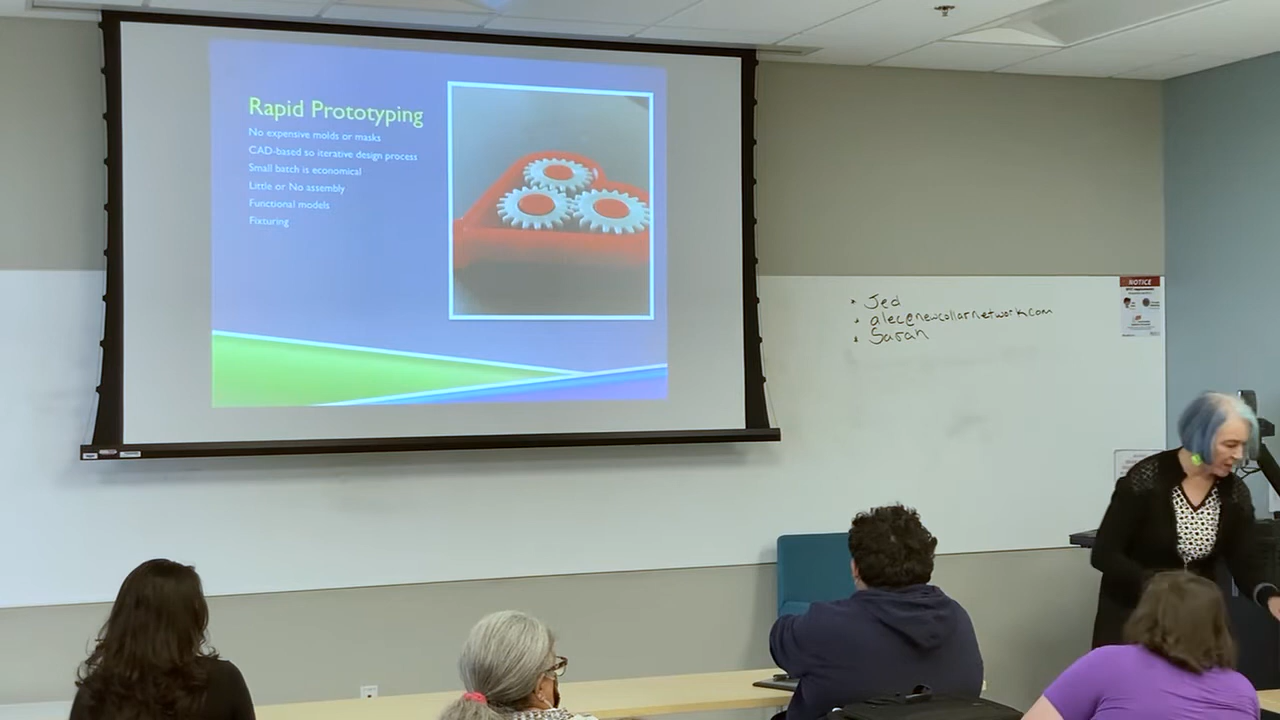 Rapid Prototyping
No expensive molds or masks
CAD-based so iterative design process
Small batch is economical
Little or No assembly
Functional models
Fixturing
• Jed
• alec@newcollarnetwork.com
• Sarah
NOTICE